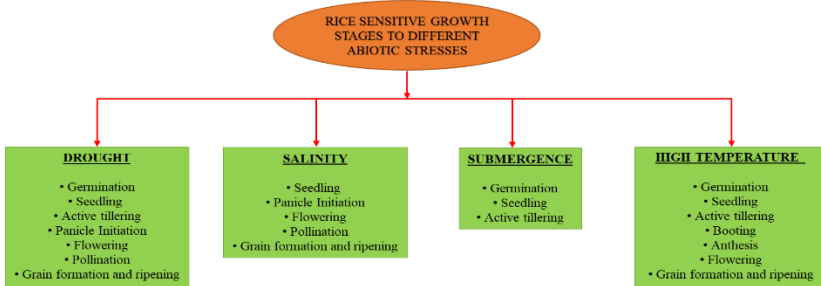 RICE SENSITIVE GROWTH
STAGES TO DIFFERENT
ABIOTIC STRESSES
DROUGHT
• Germination
• Seedling
• Active tillering
• Panicle Initiation
• Flowering
• Pollination
• Grain formation and ripening
SALINITY
• Seedling
• Panicle Initiation
• Flowering
• Pollination
• Grain formation and ripening
SUBMERGENCE
• Germination
• Seedling
• Active tillering
HIGH TEMPERATURE
• Germination
• Seedling
• Active tillering
• Booting
• Anthesis
• Flowering
• Grain formation and ripening